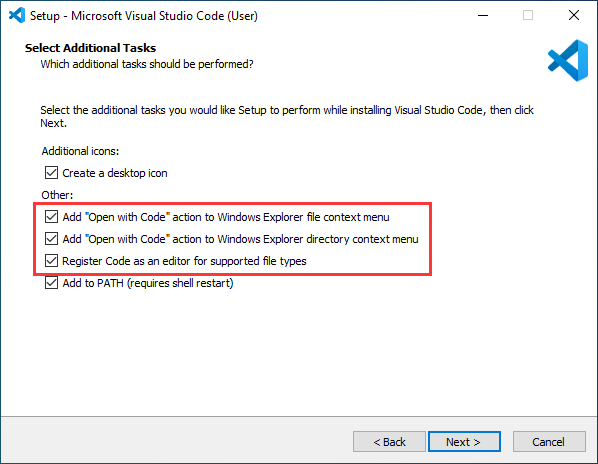 Setup - Microsoft Visual Studio Code (User)
Select Additional Tasks
Which additional tasks should be performed?
Select the additional tasks you would like Setup to perform while installing Visual Studio Code, then click
Next.
Additional icons:
Create a desktop icon
Other:
Add "Open with Code" action to Windows Explorer file context menu
Add "Open with Code" action to Windows Explorer directory context menu
Register Code as an editor for supported file types
Add to PATH (requires shell restart)
< Back Next > Cancel